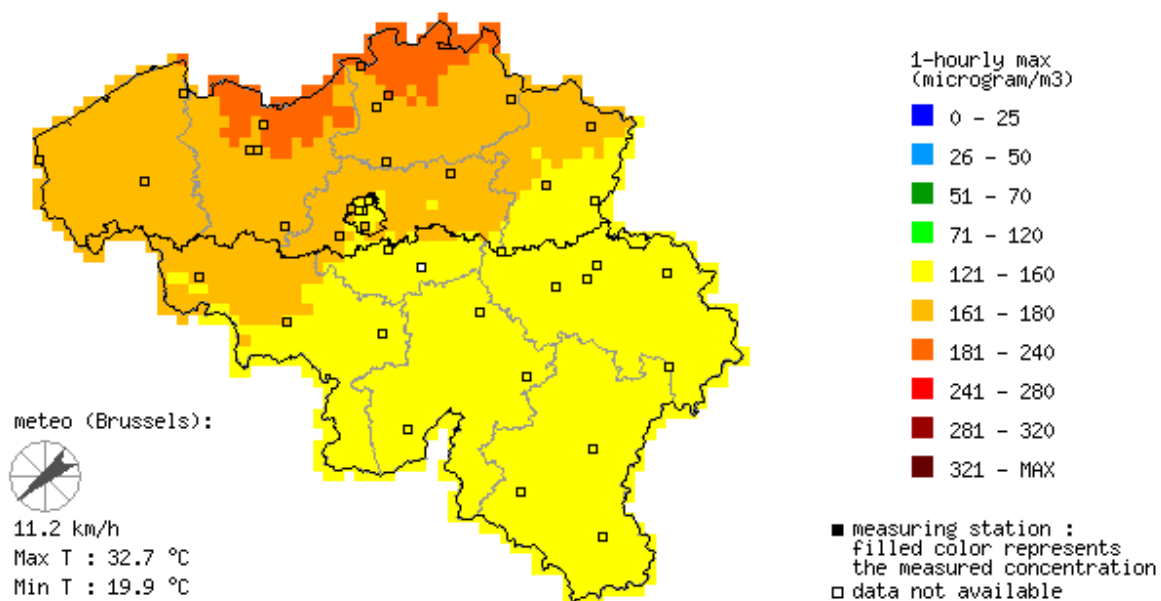 1-hourly max
(microgram/m3)
0 - 25
26 - 50
51 - 70
71 - 120
121 - 160
161 - 180
181 - 240
241 - 280
281 - 320
321 - MAX
meteo (Brussels):
11.2 km/h
Max T : 32.7 °C
Min T : 19.9 °C
measuring station :
filled color represents
the measured concentration
data not available